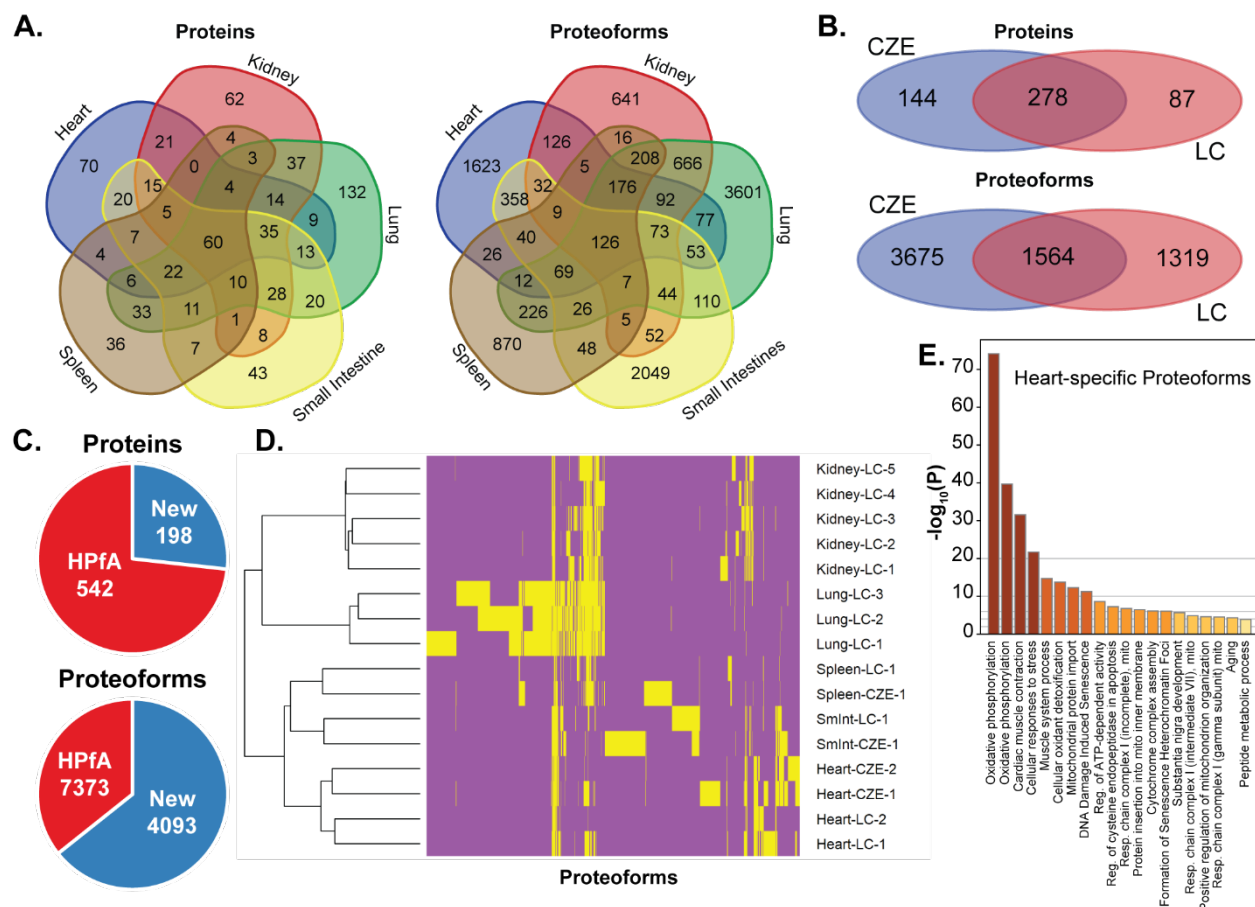 A.
Proteins
Kidney
62
Heart
21
4
3
37
70
0
132
15
4
14
9
20
5
Lung
7
60
35
13
4
22
6
10
28
20
33
11
1
8
36
7
43
Spleen
Small Intestine
Proteoforms
Kidney
641
Heart
126
16
208
666
1623
5
3601
32
176
92
77
358
9
Lung
40
126
73
53
26
69
12
7
44
110
226
26
5
52
870
48
2049
Spleen
Small Intestines
B.
Proteins
CZE
144
278
87
LC
Proteoforms
CZE
3675
1564
1319
LC
C.
Proteins
New
198
HPfA
542
Proteoforms
HPfA
7373
New
4093
D.
Kidney-LC-5
Kidney-LC-4
Kidney-LC-3
Kidney-LC-2
Kidney-LC-1
Lung-LC-3
Lung-LC-2
Lung-LC-1
Spleen-LC-1
Spleen-CZE-1
SmInt-LC-1
SmInt-CZE-1
Heart-CZE-2
Heart-CZE-1
Heart-LC-2
Heart-LC-1
Proteoforms
E.
Heart-specific Proteoforms
-log10(P)
70
60
50
40
30
20
10
0
Oxidative phosphorylation
Oxidative phosphorylation
Cardiac muscle contraction
Cellular responses to stress
Muscle system process
Cellular oxidant detoxification
Mitochondrial protein import
DNA Damage Induced Senescence
Reg. of ATP-dependent activity
Reg. of cysteine endopeptidase in apoptosis
Resp. chain complex I (incomplete), mito
Protein insertion into mito inner membrane
Cytochrome complex assembly
Formation of Senescence Heterochromatin Foci
Substantia nigra development
Resp. chain complex I (intermediate VII), mito
Positive regulation of mitochondrion organization
Resp. chain complex I (gamma subunit) mito
Aging
Peptide metabolic process